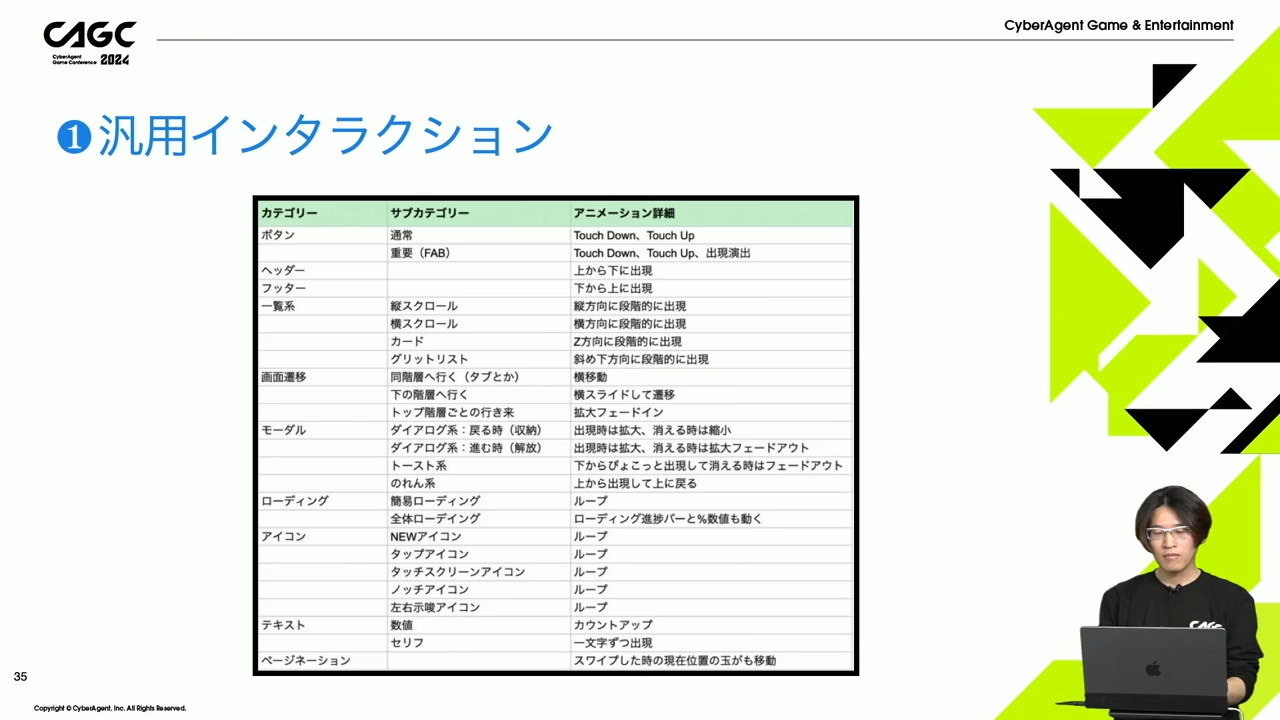 CAGC
CyberAgent
Game Conference 2024
CyberAgent Game & Entertainment
❶汎用インタラクション
カテゴリー サブカテゴリー アニメーション詳細
ボタン 通常 Touch Down、Touch Up
重要（FAB） Touch Down、Touch Up、出現演出
ヘッダー 上から下に出現
フッター 下から上に出現
一覧系 縦スクロール 縦方向に段階的に出現
横スクロール 横方向に段階的に出現
カード Z方向に段階的に出現
グリットリスト 斜め下方向に段階的に出現
画面遷移 同階層へ行く（タブとか） 横移動
下の階層へ行く 横スライドして遷移
トップ階層ごとの行き来 拡大フェードイン
モーダル ダイアログ系：戻る時（収納） 出現時は拡大、消える時は縮小
ダイアログ系：進む時（解放） 出現時は拡大、消える時は拡大フェードアウト
トースト系 下からぴょこっと出現して消える時はフェードアウト
のれん系 上から出現して上に戻る
ローディング 簡易ローディング ループ
全体ローデイング ローディング進捗バーと%数値も動く
アイコン NEWアイコン ループ
タップアイコン ループ
タッチスクリーンアイコン ループ
ノッチアイコン ループ
左右示唆アイコン ループ
テキスト 数値 カウントアップ
セリフ 一文字ずつ出現
ページネーション スワイプした時の現在位置の玉がも移動
CAGC
35
Copyright © CyberAgent, Inc. All Rights Reserved.